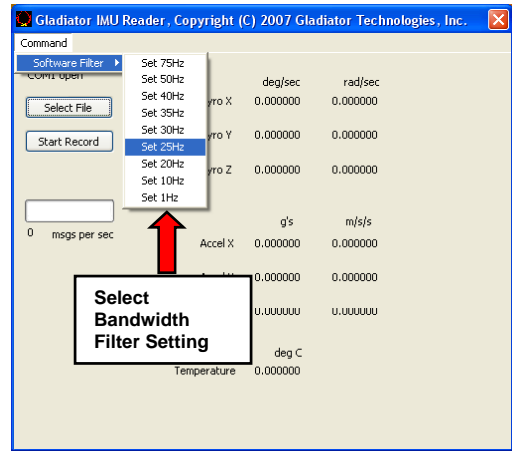 Gladiator IMU Reader, Copyright (C) 2007 Gladiator Technologies, Inc.
Command
Software Filter
Set 75Hz
Set 50Hz
Set 40Hz
Set 35Hz
Set 30Hz
Set 25Hz
Set 20Hz
Set 10Hz
Set 1Hz
COM1 open
deg/sec rad/sec
Select File
yro X 0.000000 0.000000
Start Record
yro Y 0.000000 0.000000
yro Z 0.000000 0.000000
g's m/s/s
0 msgs per sec
Accel X 0.000000 0.000000
0.000000 0.000000
0.000000 0.000000
Select
Bandwidth
Filter Setting
deg C
Temperature 0.000000